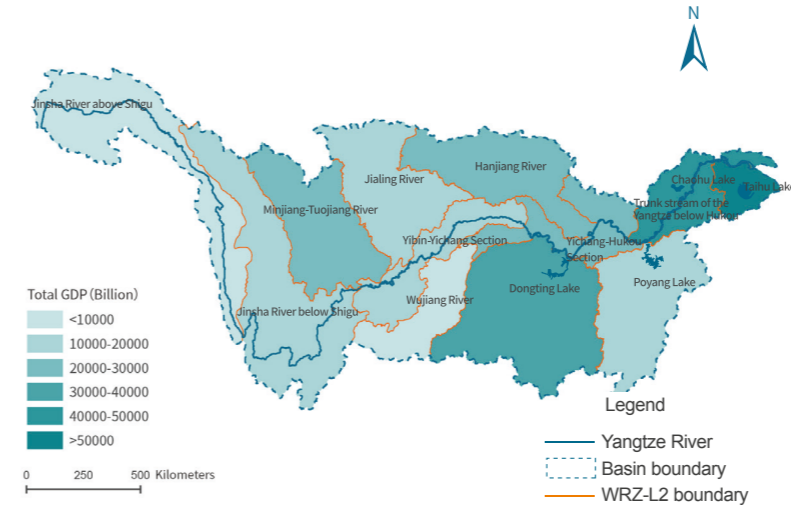 N
Jinsha River above Shigu
Jialing River
Hanjiang River
Chaohu Lake
Taihu Lake
Minjiang-Tuojiang River
Trunk stream of the
Yangtze below Hukou
Yibin-Yichang Section
Yichang-Hukou
Section
Poyang Lake
Dongting Lake
Wujiang River
Jinsha River below Shigu
Total GDP (Billion)
<10000
10000-20000
20000-30000
30000-40000
40000-50000
>50000
0 250 500 Kilometers
Legend
Yangtze River
Basin boundary
WRZ-L2 boundary